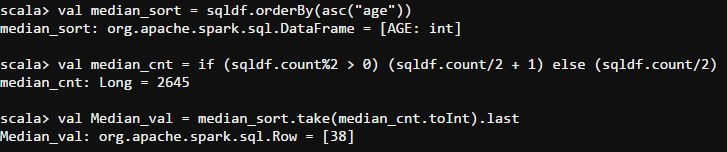 scala> val median_sort = sqldf.orderBy(asc("age"))
median_sort: org.apache.spark.sql.DataFrame = [AGE: int]
scala> val median_cnt = if (sqldf.count%2 > 0) (sqldf.count/2 + 1) else (sqldf.count/2)
median_cnt: Long = 2645
scala> val Median_val = median_sort.take(median_cnt.toInt).last
Median_val: org.apache.spark.sql.Row = [38]